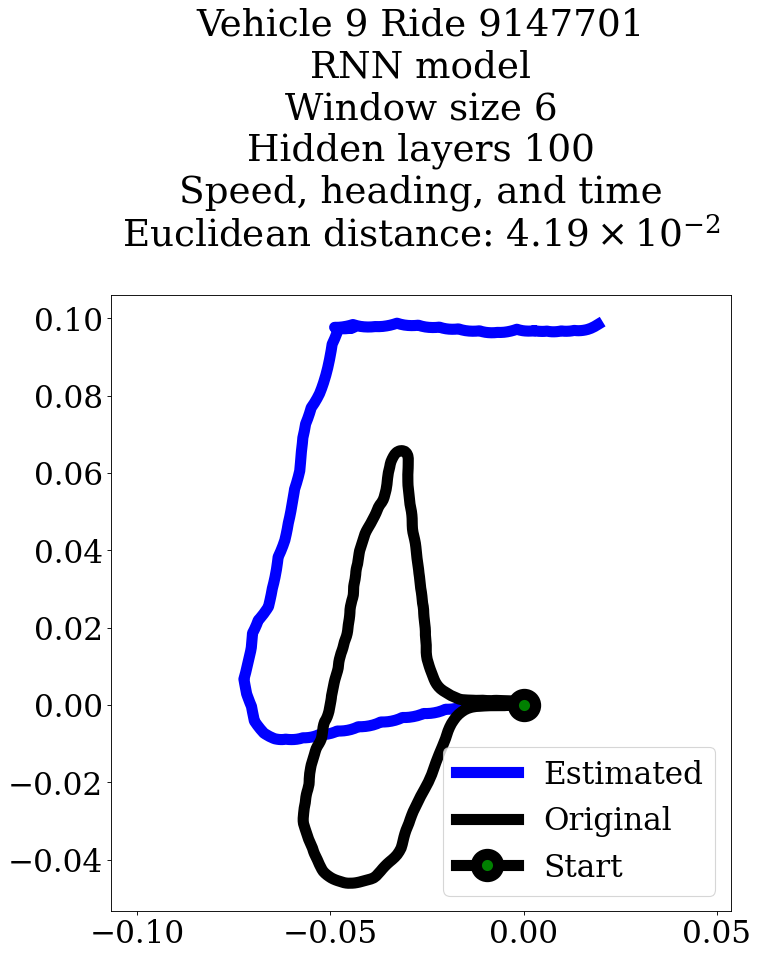 Vehicle 9 Ride 9147701
RNN model
Window size 6
Hidden layers 100
Speed, heading, and time
Euclidean distance: 4.19 × 10⁻²
0.10
0.08
0.06
0.04
0.02
0.00
−0.02
−0.04
Estimated
Original
Start
−0.10 −0.05 0.00 0.05